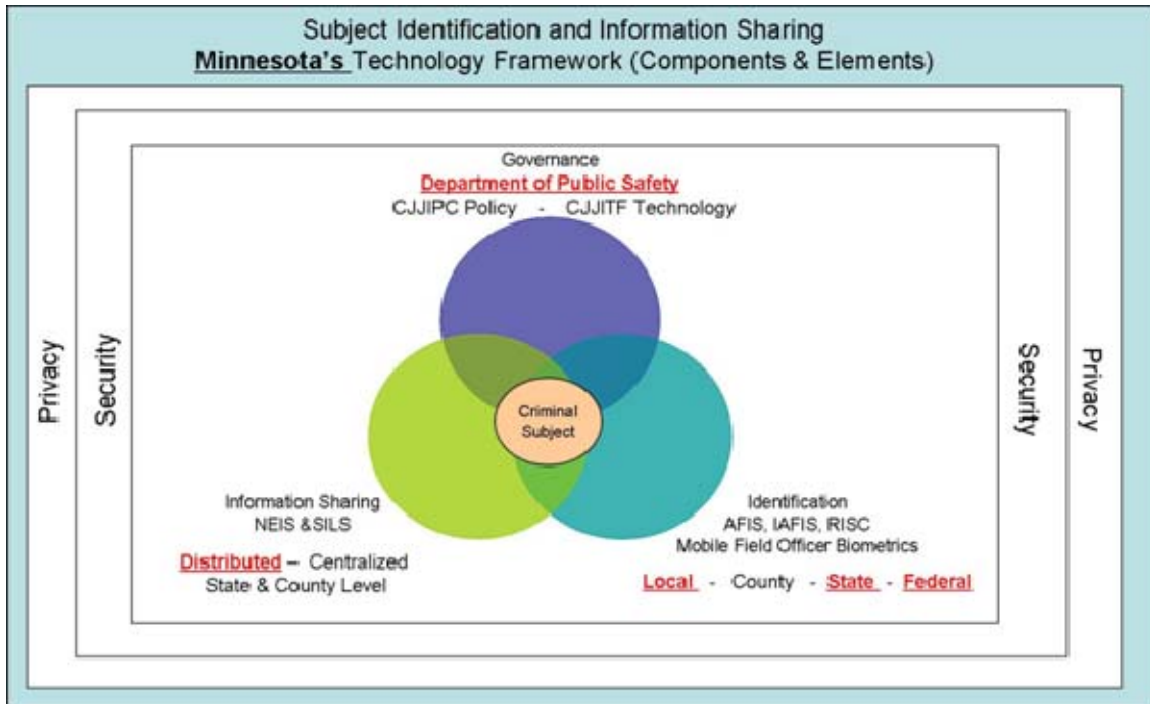 Subject Identification and Information Sharing
Minnesota's Technology Framework (Components & Elements)
Governance
Department of Public Safety
CJJIPC Policy - CJJITF Technology
Privacy
Security
Criminal
Subject
Security
Privacy
Information Sharing
NEIS &SILS
Distributed – Centralized
State & County Level
Identification
AFIS, IAFIS, RISC
Mobile Field Officer Biometrics
Local - County - State - Federal